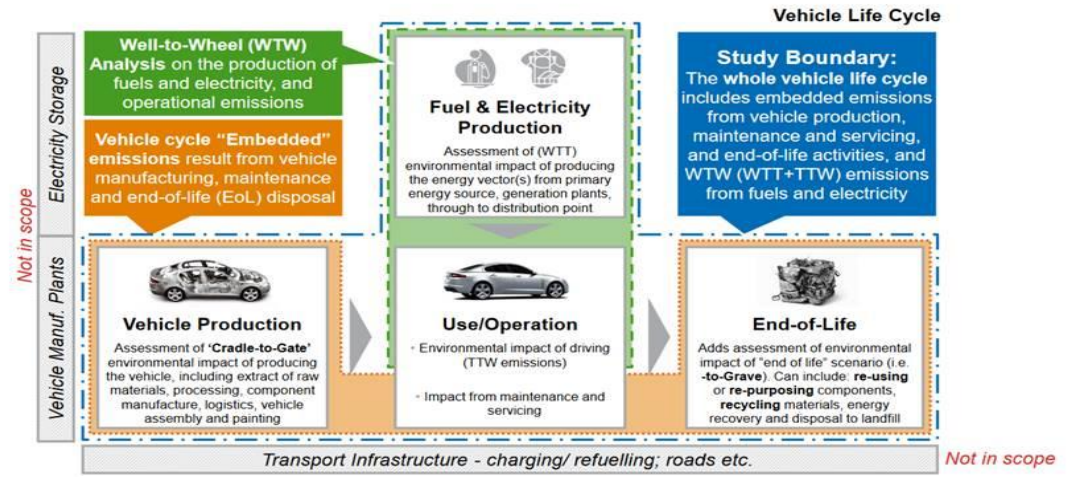 Vehicle Life Cycle
Well-to-Wheel (WTW)
Analysis on the production of
fuels and electricity, and
operational emissions
Vehicle cycle “Embedded”
emissions result from vehicle
manufacturing, maintenance
and end-of-life (EoL) disposal
Fuel & Electricity
Production
Assessment of (WTT)
environmental impact of producing
the energy vector(s) from primary
energy source, generation plants,
through to distribution point
Study Boundary:
The whole vehicle life cycle
includes embedded emissions
from vehicle production,
maintenance and servicing,
and end-of-life activities, and
WTW (WTT+TTW) emissions
from fuels and electricity
Not in scope
Electricity Storage
Vehicle Manuf. Plants
Vehicle Production
Assessment of ‘Cradle-to-Gate’
environmental impact of producing
the vehicle, including extract of raw
materials, processing, component
manufacture, logistics, vehicle
assembly and painting
Use/Operation
· Environmental impact of driving
(TTW emissions)
· Impact from maintenance and
servicing
End-of-Life
Adds assessment of environmental
impact of “end of life” scenario (i.e.
-to-Grave). Can include: re-using
or re-purposing components,
recycling materials, energy
recovery and disposal to landfill
Transport Infrastructure - charging/ refuelling; roads etc.
Not in scope